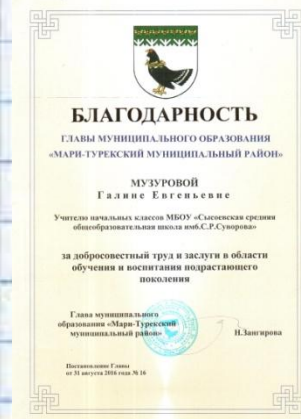 БЛАГОДАРНОСТЬ
ГЛАВЫ МУНИЦИПАЛЬНОГО ОБРАЗОВАНИЯ
«МАРИ-ТУРЕКСКИЙ МУНИЦИПАЛЬНЫЙ РАЙОН»
МУЗУРОВОЙ
Галине Евгеньевне
Учителю начальных классов МБОУ «Сысоевская средняя
общеобразовательная школа им6.С.Р.Суворова»
за добросовестный труд и заслуги в области
обучения и воспитания подрастающего
поколения
Глава муниципального
образования «Мари-Турекский
муниципальный район»
И.Зангирова
Постановление Главы
от 31 августа 2016 года № 16